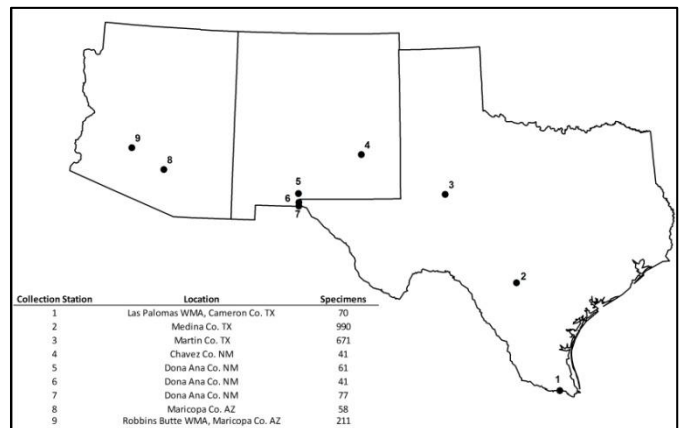 9
8
4
5
6
7
3
2
1
Collection Station Location Specimens
1 Las Palomas WMA, Cameron Co. TX 70
2 Medina Co. TX 990
3 Martin Co. TX 671
4 Chavez Co. NM 41
5 Dona Ana Co. NM 61
6 Dona Ana Co. NM 41
7 Dona Ana Co. NM 77
8 Maricopa Co. AZ 58
9 Robbins Butte WMA, Maricopa Co. AZ 211